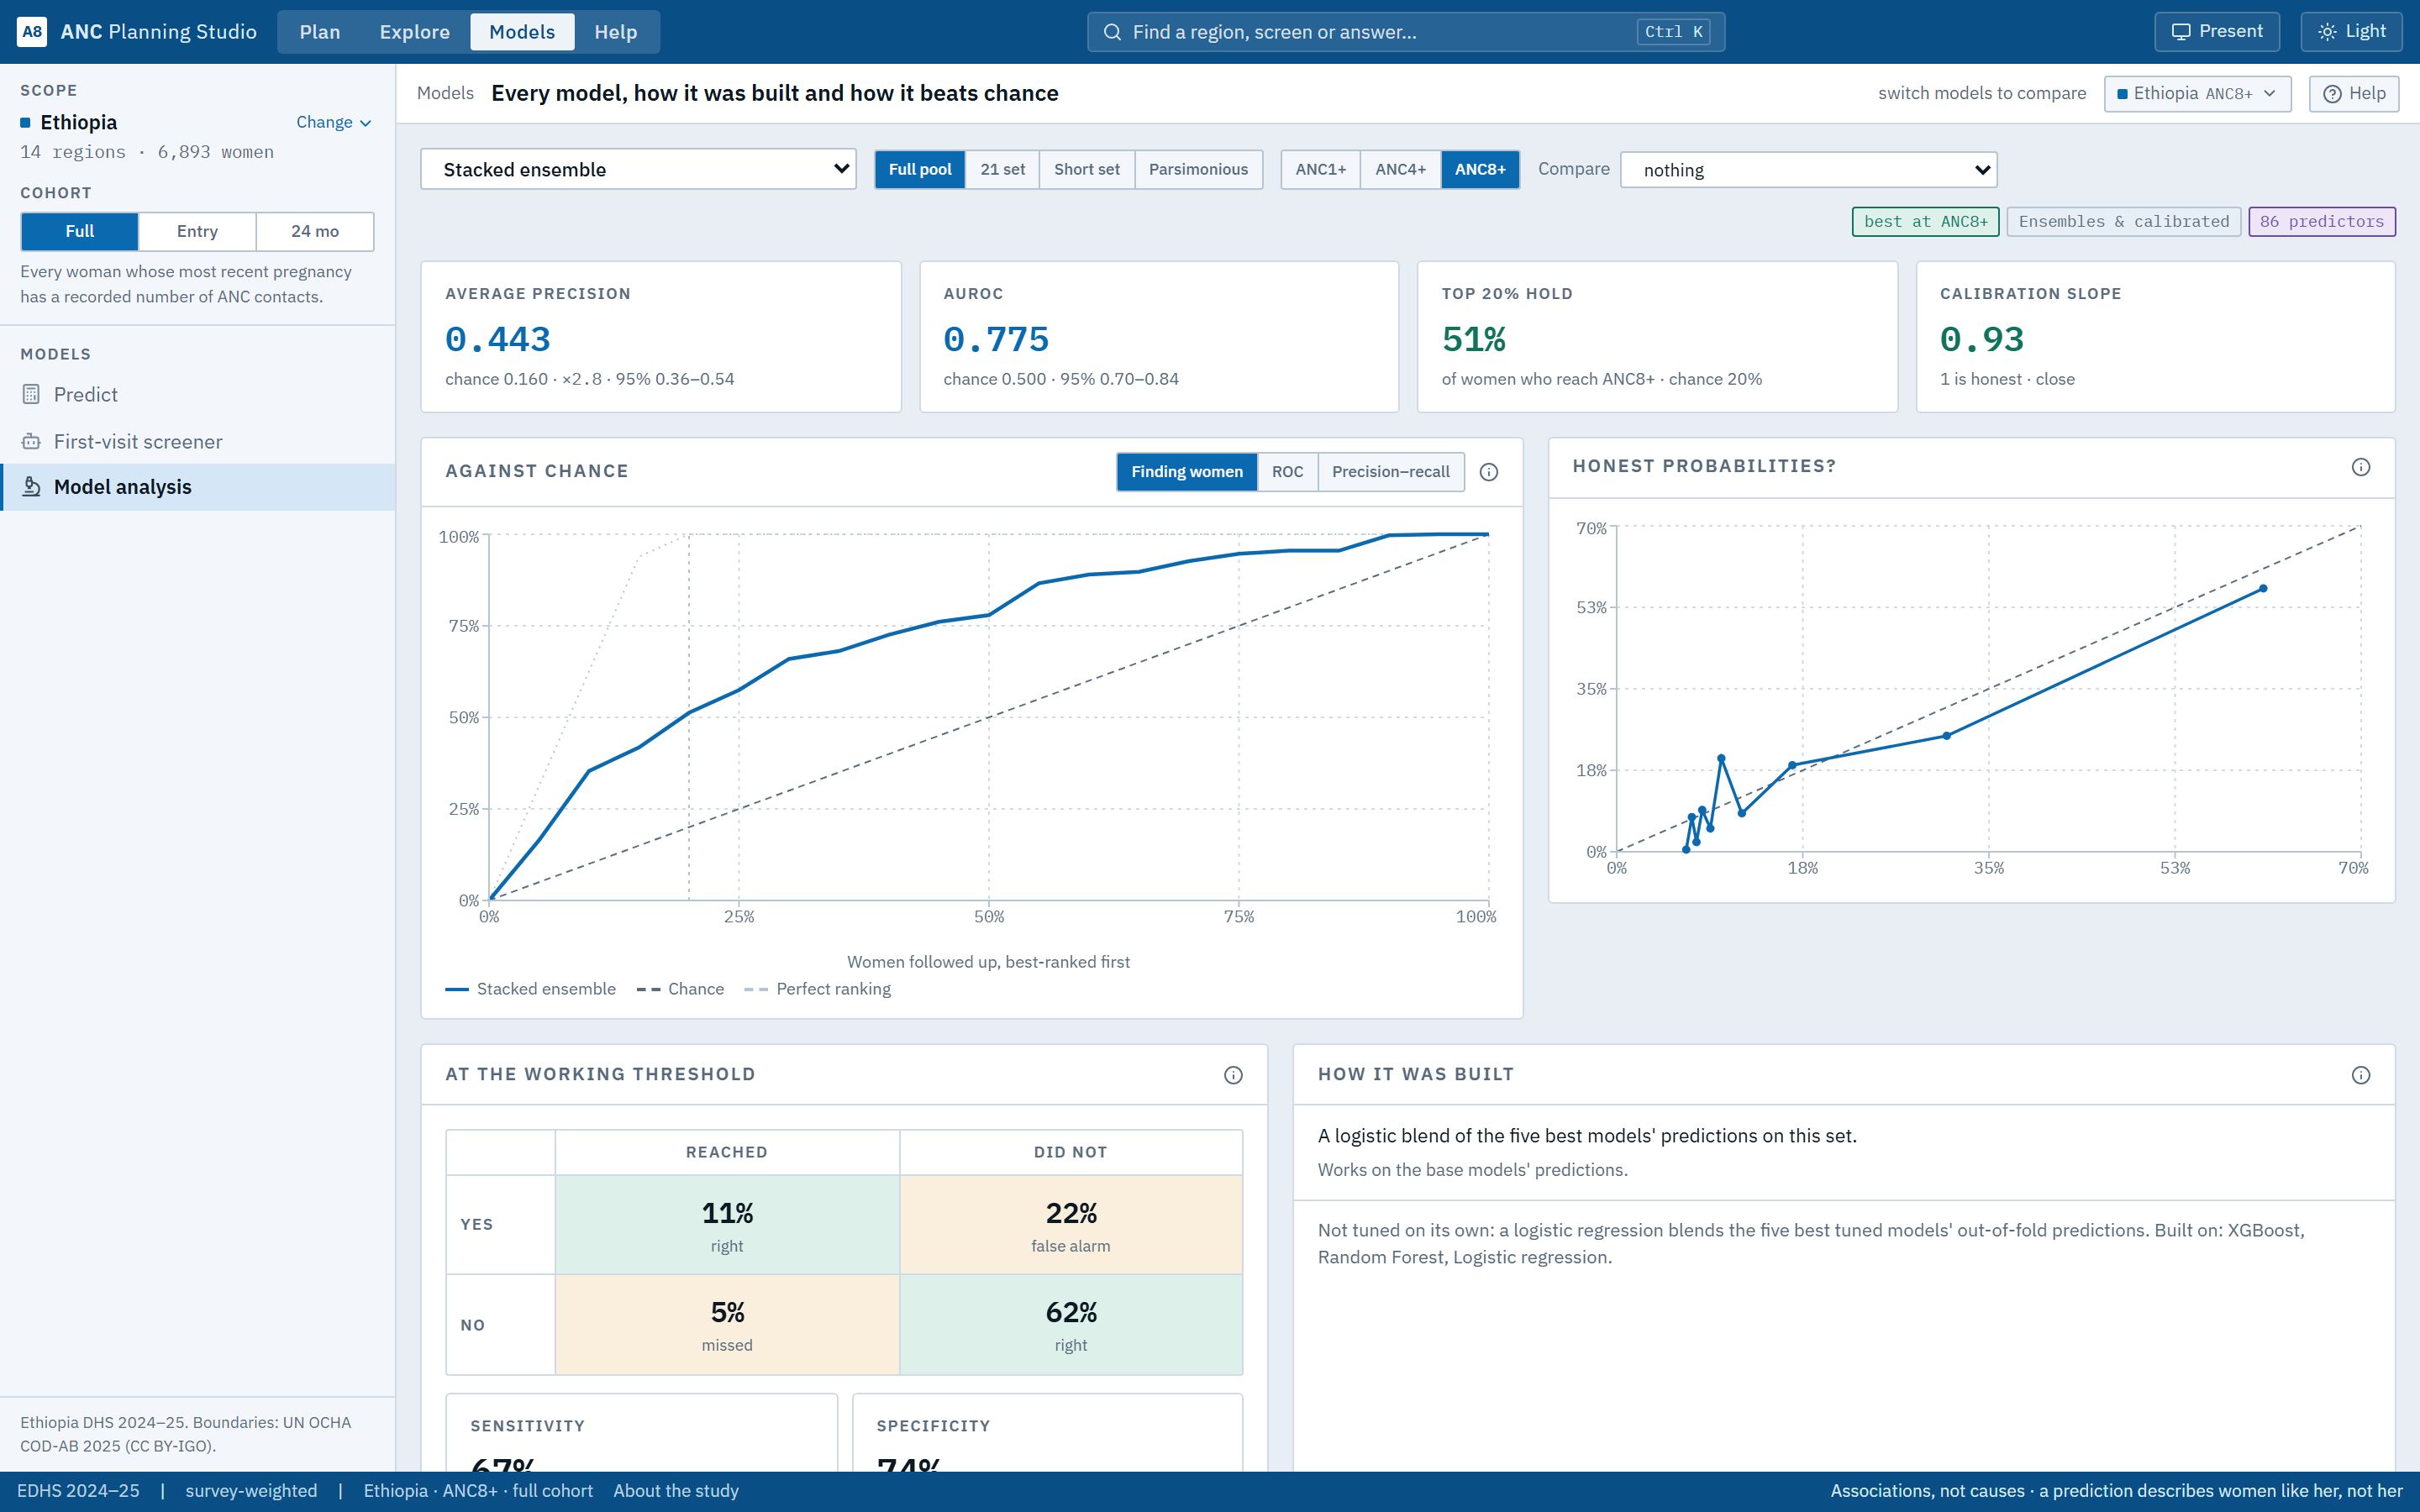 A8 ANC Planning Studio Plan Explore Models Help Find a region, screen or answer... Ctrl K Present Light
SCOPE
Ethiopia Change
14 regions · 6,893 women
COHORT
Full Entry 24 mo
Every woman whose most recent pregnancy
has a recorded number of ANC contacts.
MODELS
Predict
First-visit screener
Model analysis
Ethiopia DHS 2024–25. Boundaries: UN OCHA
COD-AB 2025 (CC BY-IGO).
Models Every model, how it was built and how it beats chance switch models to compare Ethiopia ANC8+ Help
Stacked ensemble Full pool 21 set Short set Parsimonious ANC1+ ANC4+ ANC8+ Compare nothing
best at ANC8+ Ensembles & calibrated 86 predictors
AVERAGE PRECISION
0.443
chance 0.160 · ×2.8 · 95% 0.36–0.54
AUROC
0.775
chance 0.500 · 95% 0.70–0.84
TOP 20% HOLD
51%
of women who reach ANC8+ · chance 20%
CALIBRATION SLOPE
0.93
1 is honest · close
AGAINST CHANCE Finding women ROC Precision–recall
100%
75%
50%
25%
0%
0% 25% 50% 75% 100%
Women followed up, best-ranked first
Stacked ensemble Chance Perfect ranking
HONEST PROBABILITIES?
70%
53%
35%
18%
0%
0% 18% 35% 53% 70%
AT THE WORKING THRESHOLD
REACHED DID NOT
YES 11% 22%
right false alarm
NO 5% 62%
missed right
SENSITIVITY SPECIFICITY
67% 74%
HOW IT WAS BUILT
A logistic blend of the five best models' predictions on this set.
Works on the base models' predictions.
Not tuned on its own: a logistic regression blends the five best tuned models' out-of-fold predictions. Built on: XGBoost,
Random Forest, Logistic regression.
EDHS 2024–25 | survey-weighted | Ethiopia · ANC8+ · full cohort About the study Associations, not causes · a prediction describes women like her, not her